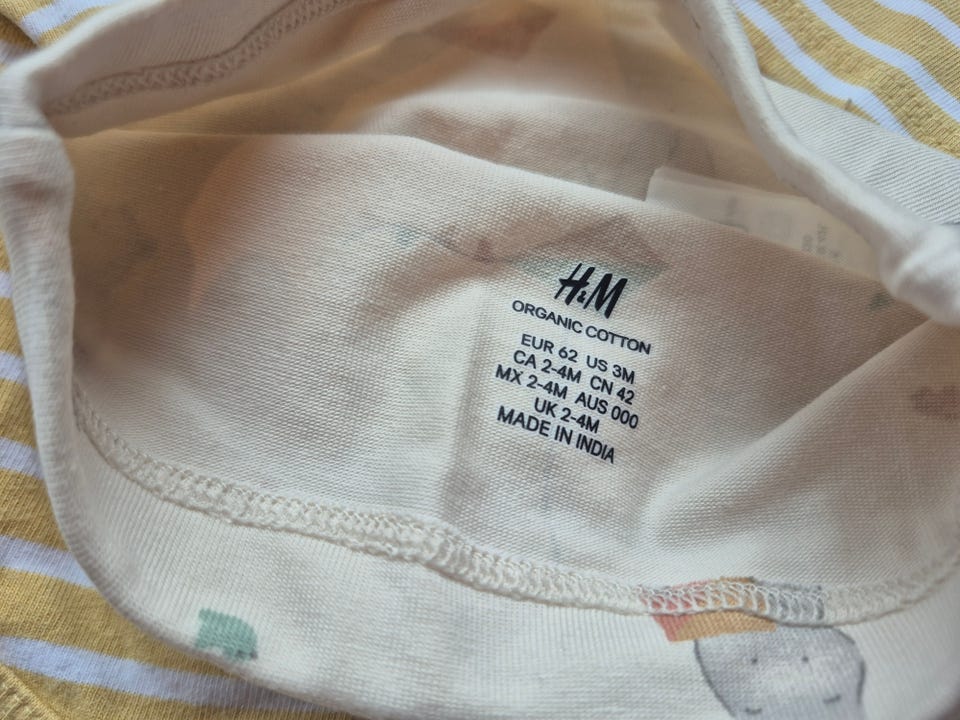 H&M
ORGANIC COTTON
EUR 62 US 3M
CA 2-4M CN 42
MX 2-4M AUS 000
UK 2-4M
MADE IN INDIA